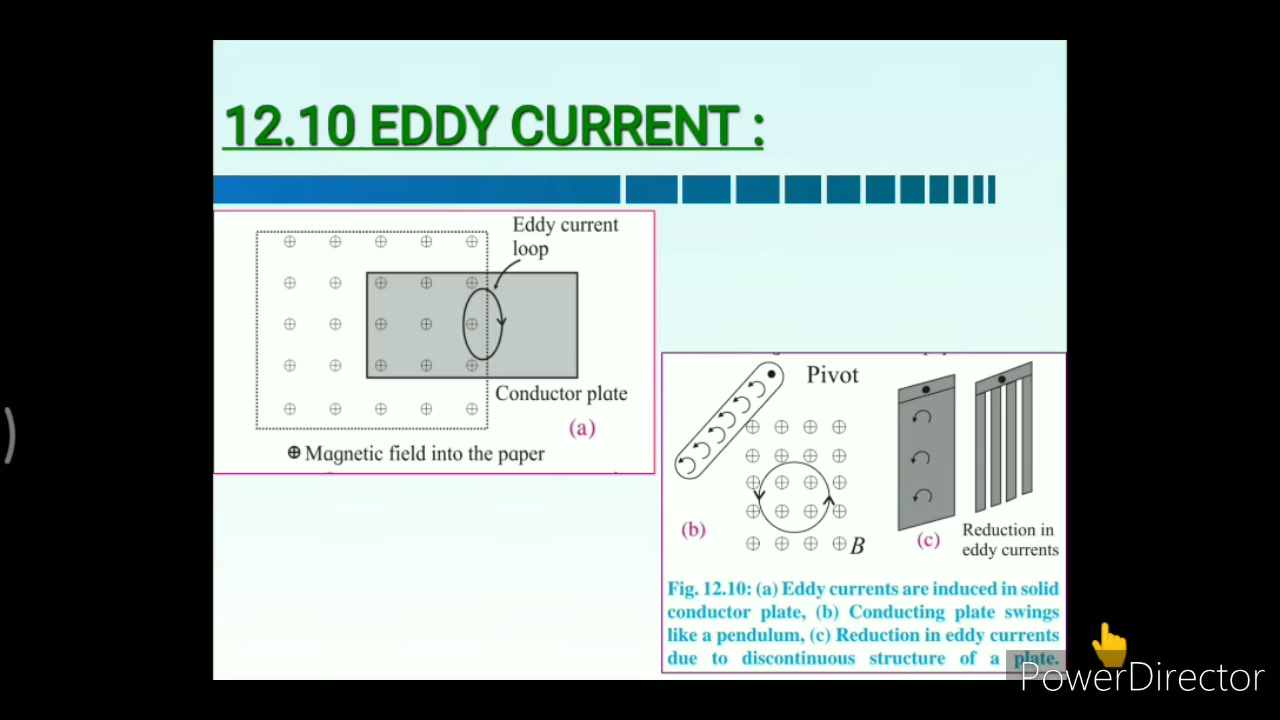 12.10 EDDY CURRENT :
Eddy current
loop
Conductor plate
(a)
⊕ Magnetic field into the paper
Pivot
(b)
B
(c)
Reduction in
eddy currents
Fig. 12.10: (a) Eddy currents are induced in solid
conductor plate, (b) Conducting plate swings
like a pendulum, (c) Reduction in eddy currents
due to discontinuous structure of a plate.
PowerDirector